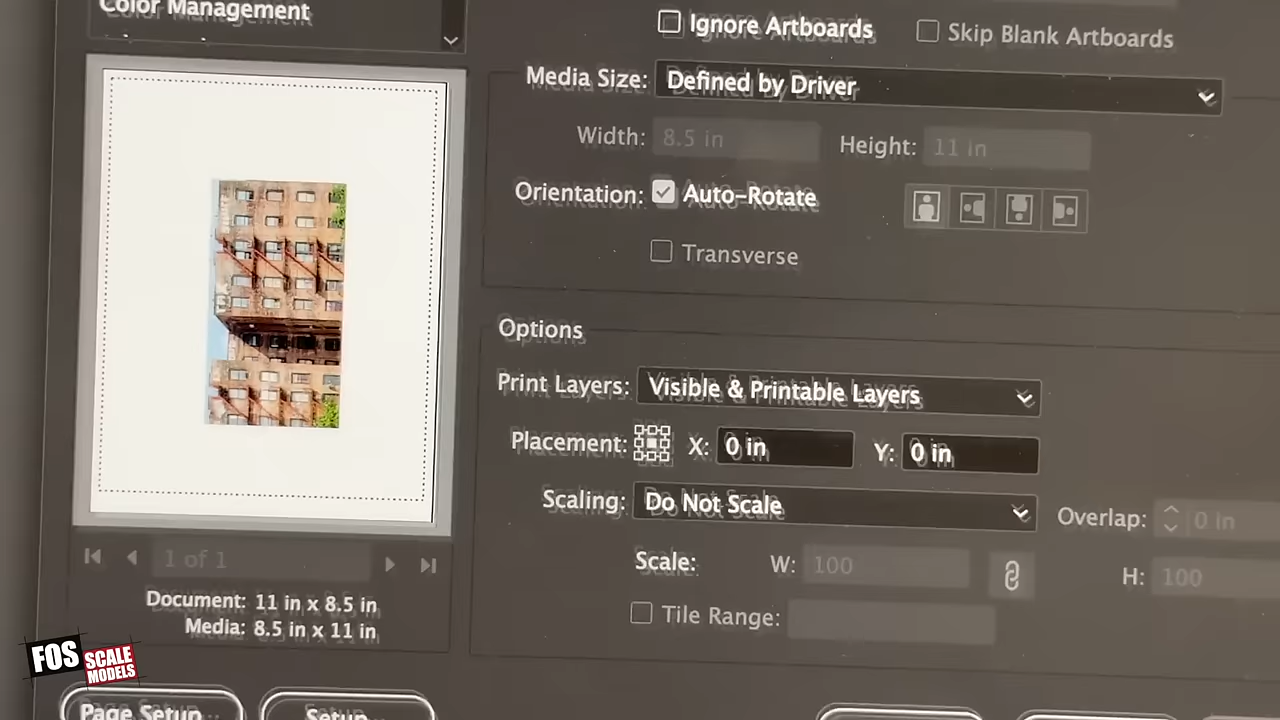 Color Management
Ignore Artboards
Skip Blank Artboards
Media Size: Defined by Driver
Width: 8.5 in
Height: 11 in
Orientation: Auto-Rotate
Transverse
Options
Print Layers: Visible & Printable Layers
Placement: X: 0 in Y: 0 in
Scaling: Do Not Scale
Overlap: 0 in
Scale: W: 100
H: 100
Tile Range:
1 of 1
Document: 11 in x 8.5 in
Media: 8.5 in x 11 in
FOS SCALE
MODELS
Page Setup...
Setup...